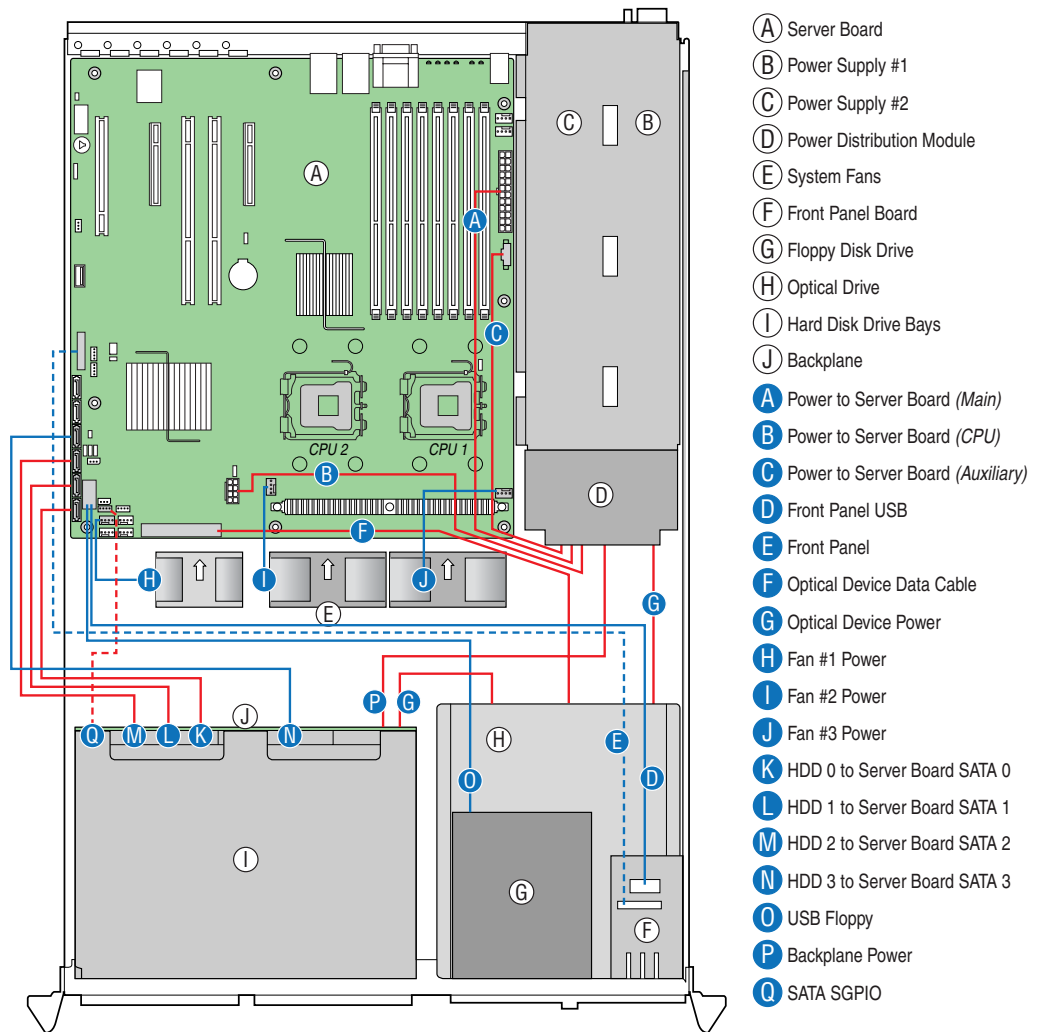 A Server Board
B Power Supply #1
C Power Supply #2
D Power Distribution Module
E System Fans
F Front Panel Board
G Floppy Disk Drive
H Optical Drive
I Hard Disk Drive Bays
J Backplane
A Power to Server Board (Main)
B Power to Server Board (CPU)
C Power to Server Board (Auxiliary)
D Front Panel USB
E Front Panel
F Optical Device Data Cable
G Optical Device Power
H Fan #1 Power
I Fan #2 Power
J Fan #3 Power
K HDD 0 to Server Board SATA 0
L HDD 1 to Server Board SATA 1
M HDD 2 to Server Board SATA 2
N HDD 3 to Server Board SATA 3
O USB Floppy
P Backplane Power
Q SATA SGPIO
C B
A
A
C
CPU 2 CPU 1
B
D
F
H I J
E
G
P G
J
Q M L K N
H
E
O D
I
G
F